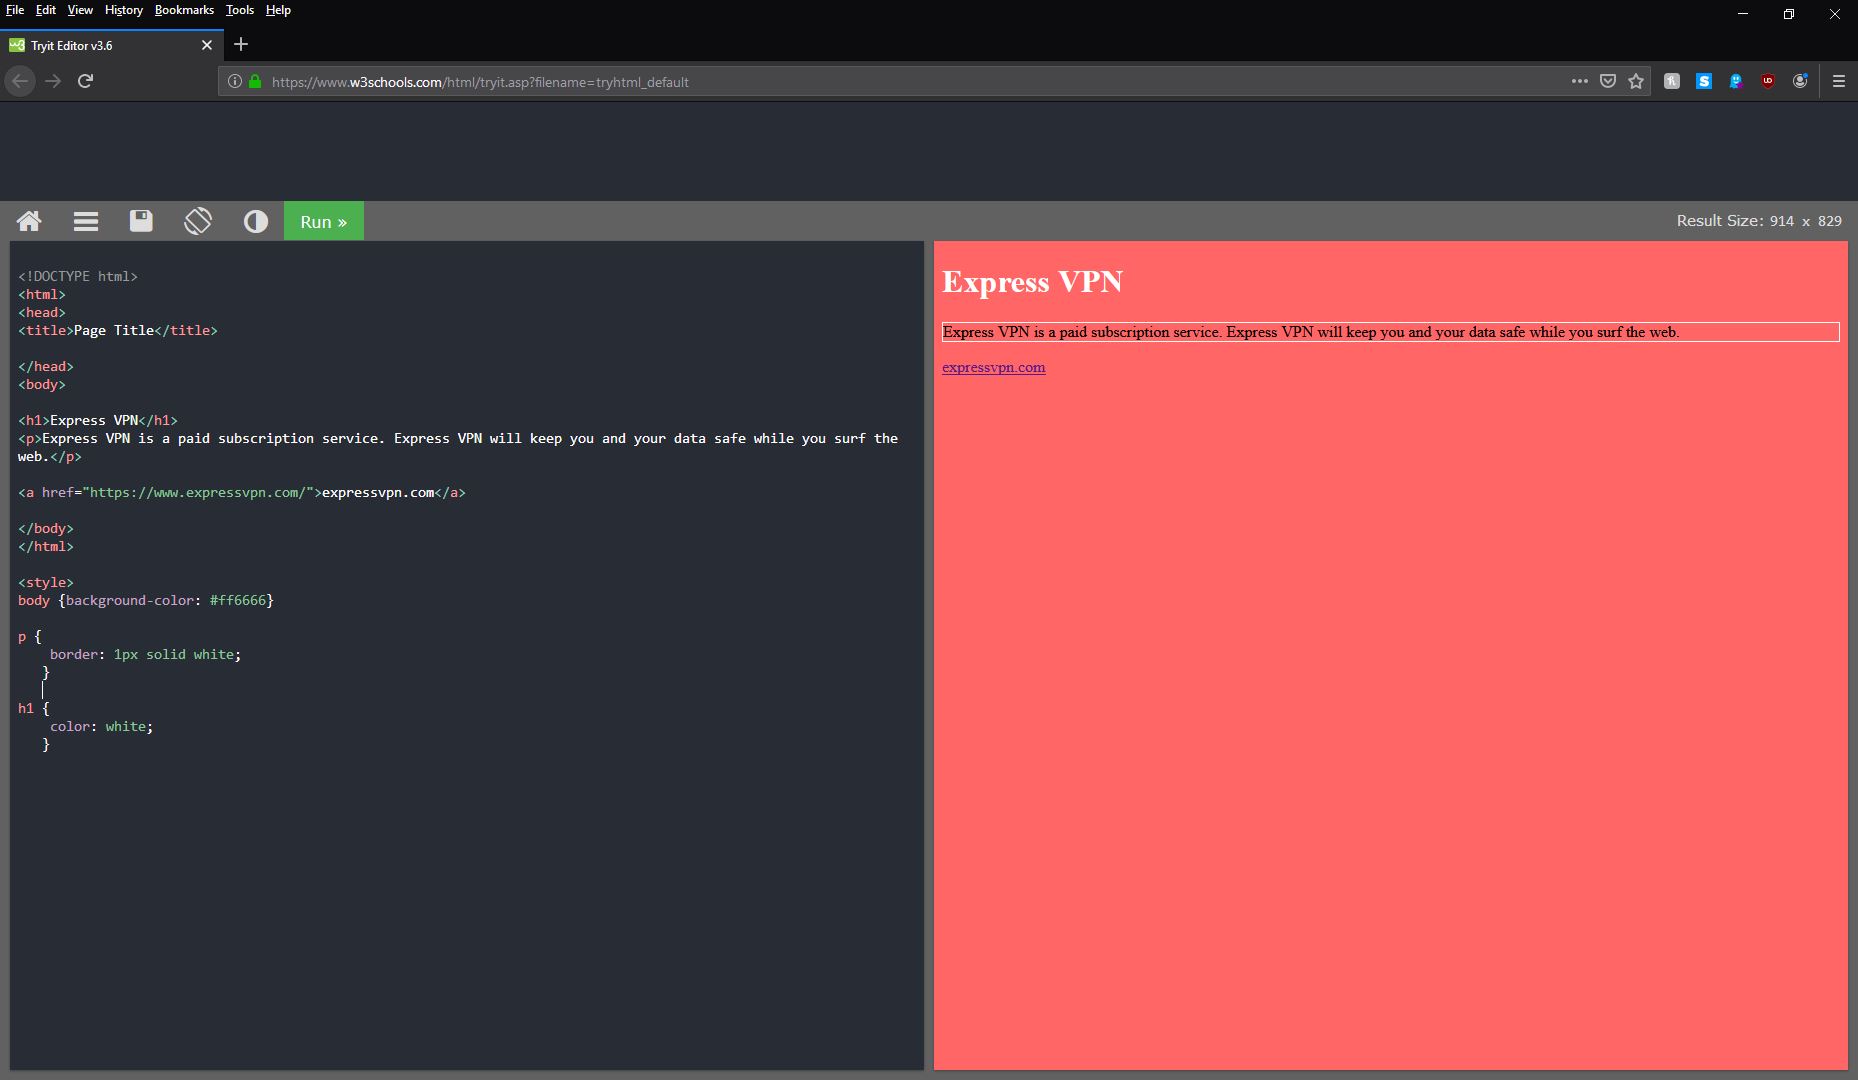 File Edit View History Bookmarks Tools Help
Tryit Editor v3.6
https://www.w3schools.com/html/tryit.asp?filename=tryhtml_default
Run »
Result Size: 914 x 829
<!DOCTYPE html>
<html>
<head>
<title>Page Title</title>
</head>
<body>
<h1>Express VPN</h1>
<p>Express VPN is a paid subscription service. Express VPN will keep you and your data safe while you surf the
web.</p>
<a href="https://www.expressvpn.com/">expressvpn.com</a>
</body>
</html>
<style>
body {background-color: #ff6666}
p {
border: 1px solid white;
}
h1 {
color: white;
}
Express VPN
Express VPN is a paid subscription service. Express VPN will keep you and your data safe while you surf the web.
expressvpn.com